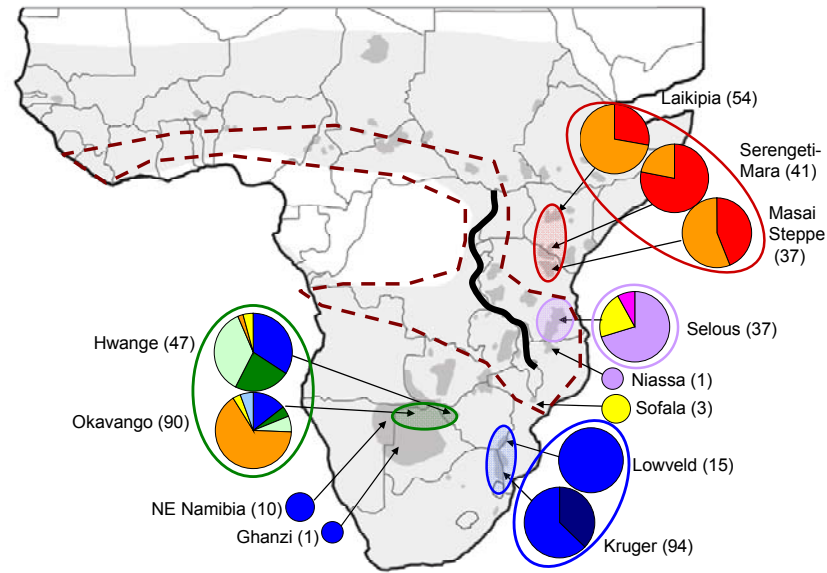 Laikipia (54)
Serengeti-
Mara (41)
Masai
Steppe
(37)
Hwange (47)
Selous (37)
Niassa (1)
Okavango (90)
Sofala (3)
Lowveld (15)
NE Namibia (10)
Ghanzi (1)
Kruger (94)